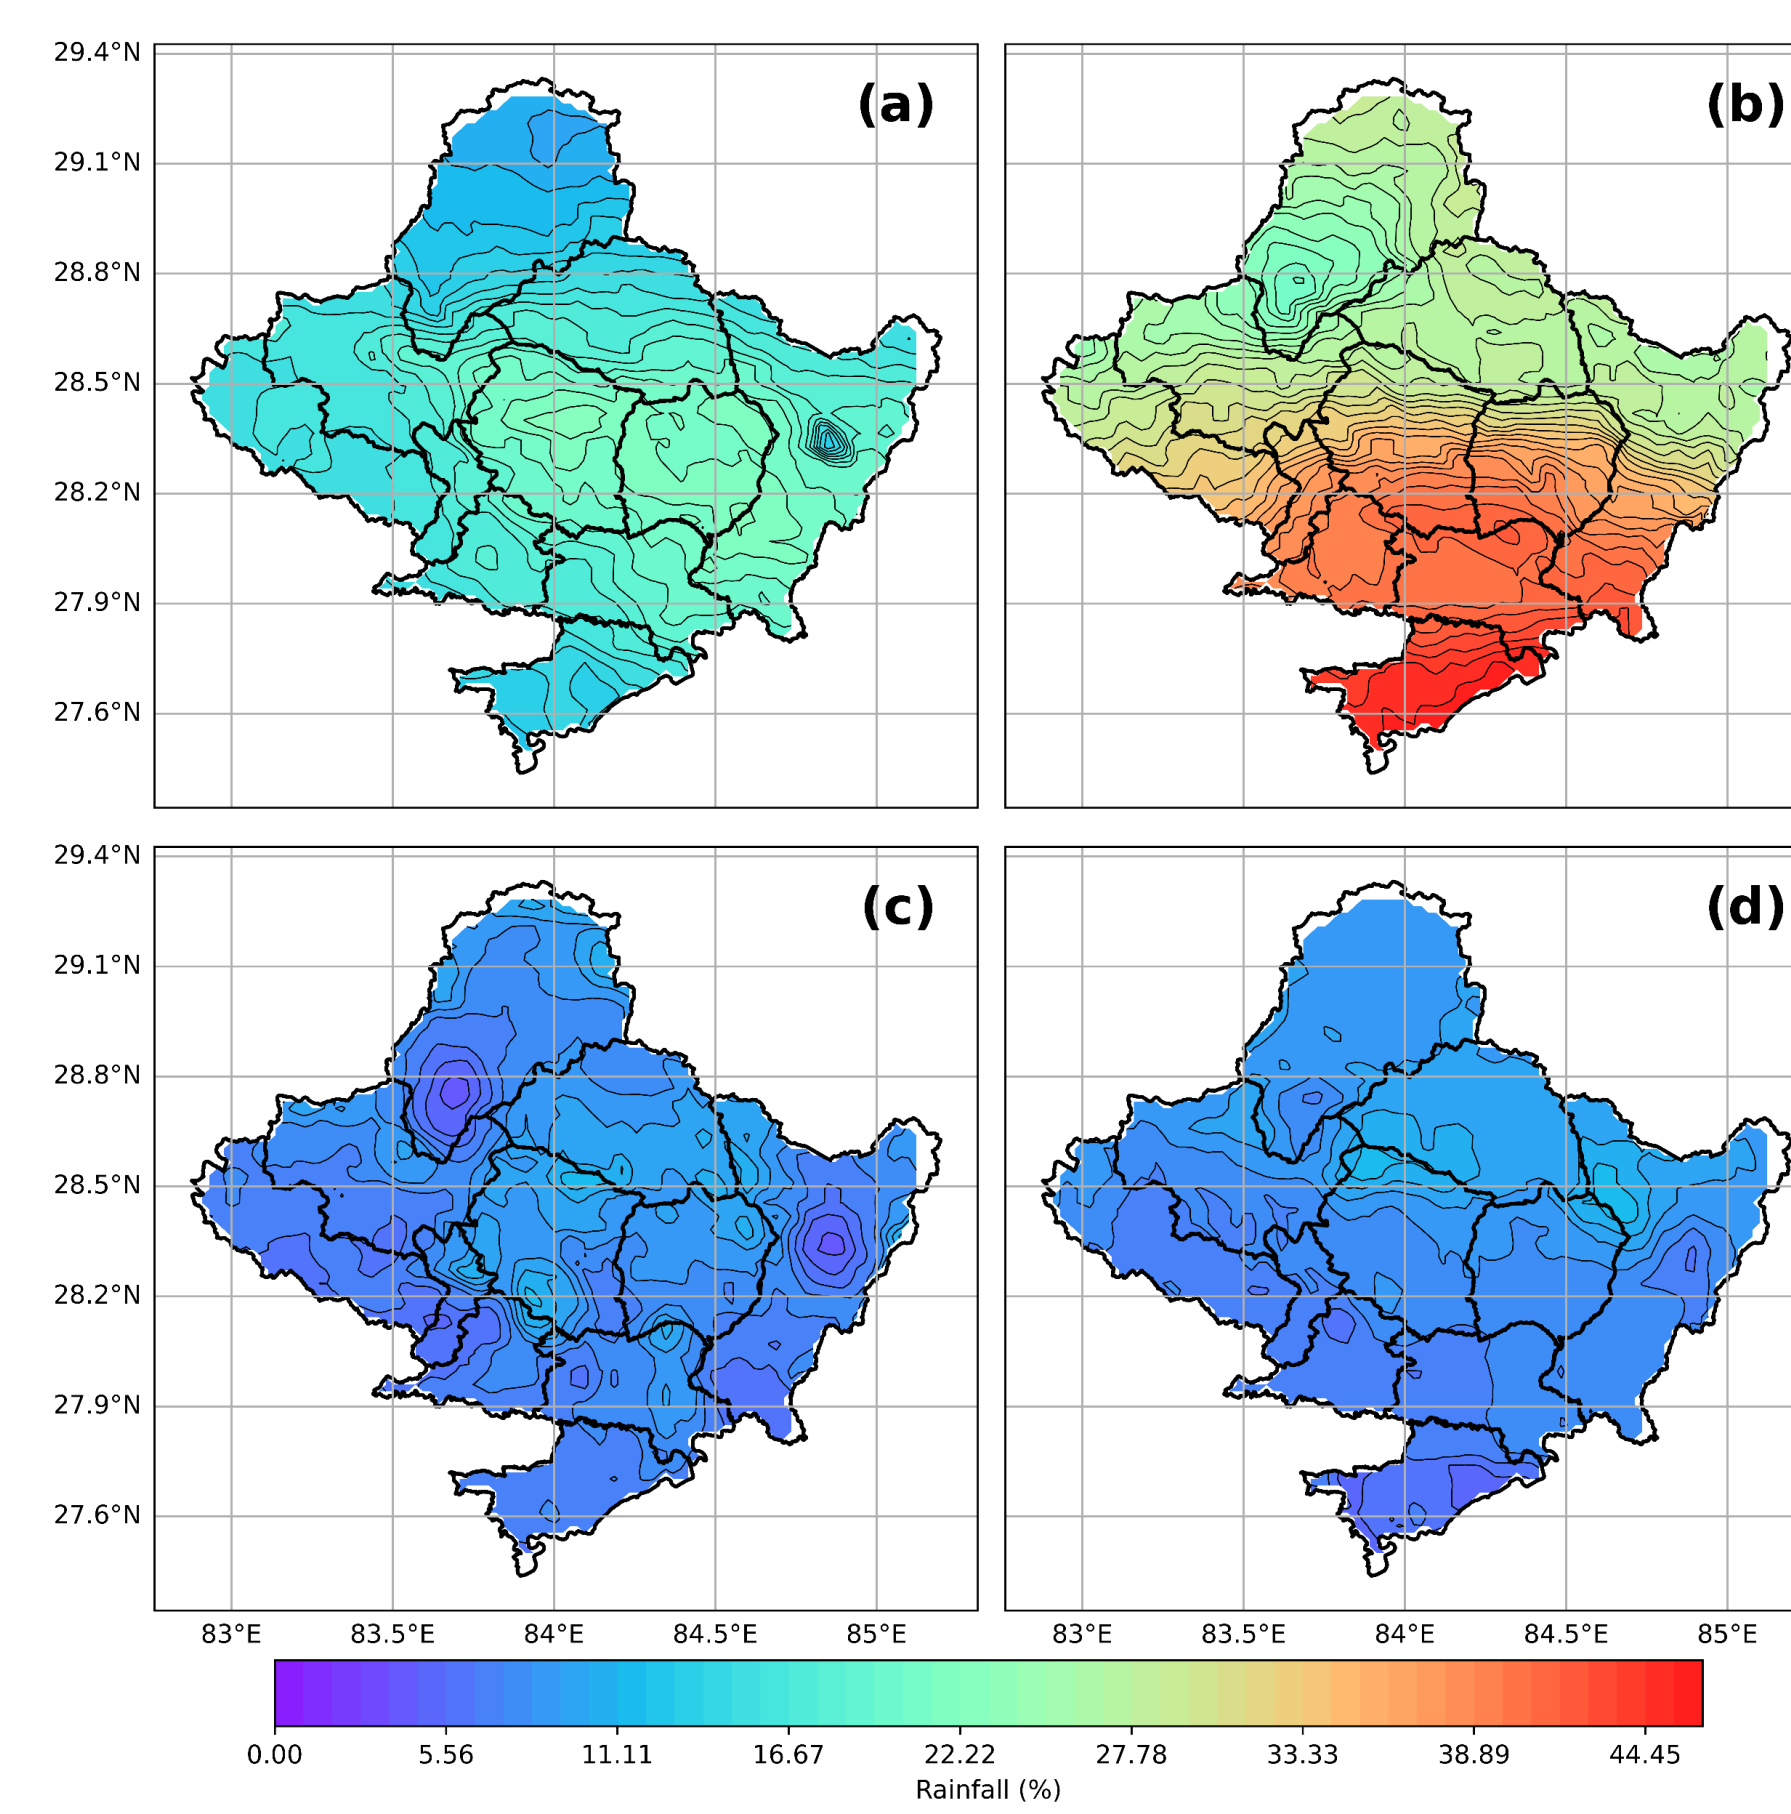 (a)
(b)
29.4°N
29.1°N
28.8°N
28.5°N
28.2°N
27.9°N
27.6°N
(c)
(d)
29.4°N
29.1°N
28.8°N
28.5°N
28.2°N
27.9°N
27.6°N
83°E 83.5°E 84°E 84.5°E 85°E 83°E 83.5°E 84°E 84.5°E 85°E
0.00 5.56 11.11 16.67 22.22 27.78 33.33 38.89 44.45
Rainfall (%)